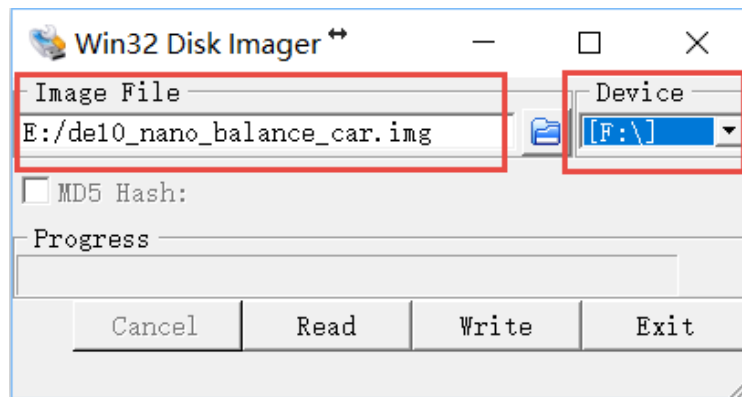 Win32 Disk Imager
Image File
Device
E:/de10_nano_balance_car.img
[F:\]
MD5 Hash:
Progress
Cancel Read Write Exit